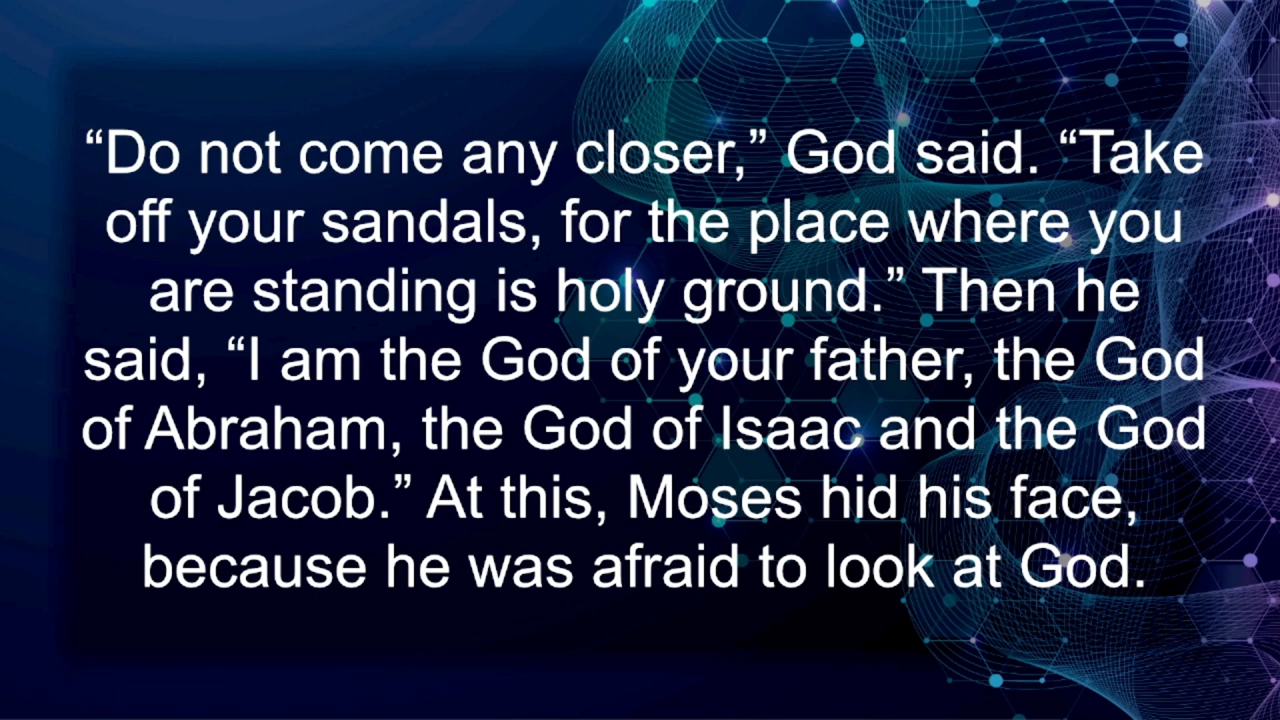 “Do not come any closer,” God said. “Take
off your sandals, for the place where you
are standing is holy ground.” Then he
said, “I am the God of your father, the God
of Abraham, the God of Isaac and the God
of Jacob.” At this, Moses hid his face,
because he was afraid to look at God.